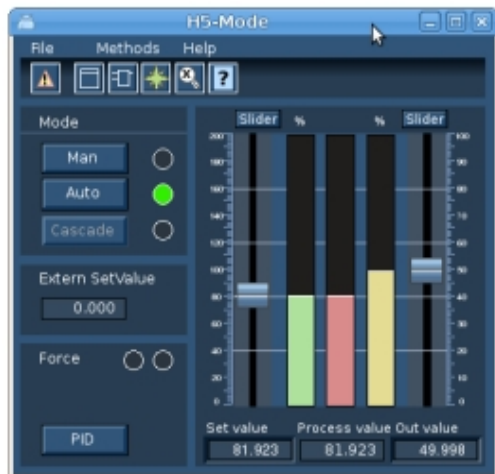 H5-Mode
File Methods Help
Mode
Man
Auto
Cascade
Extern SetValue
0.000
Force
PID
Slider % % Slider
200 100
180 90
160 80
140 70
120 60
100 50
80 40
60 30
40 20
20 10
0 0
Set value Process value Out value
81.923 81.923 49.998